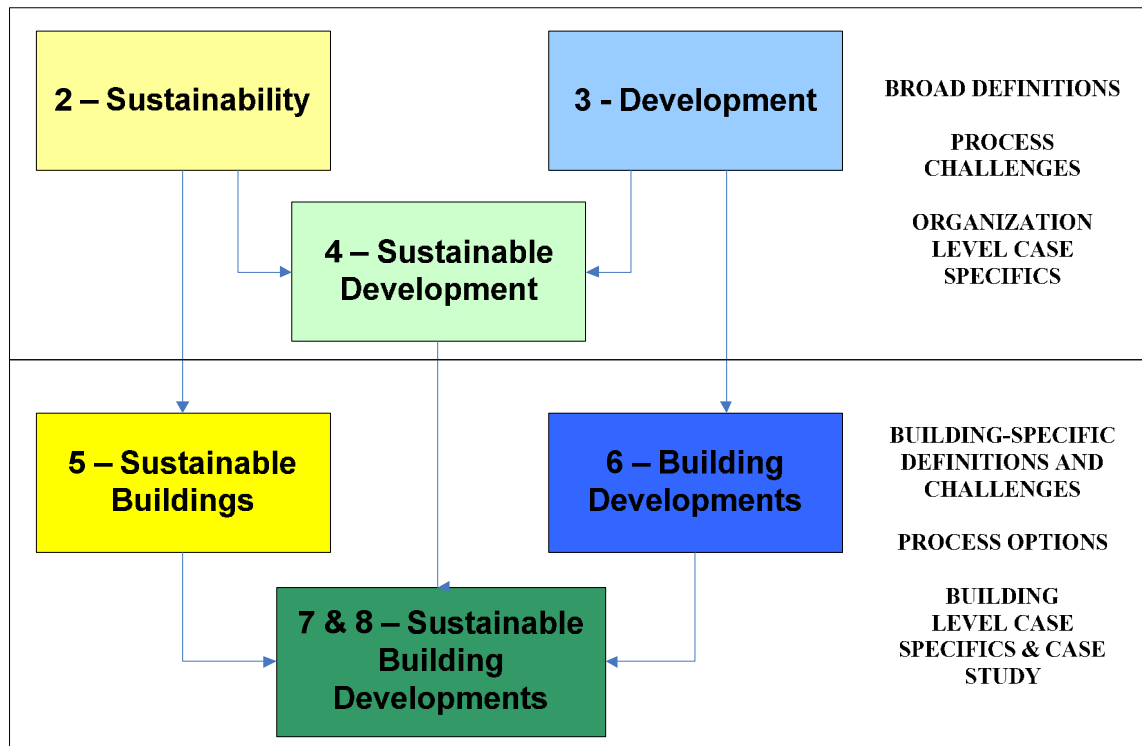 2 – Sustainability
3 - Development
4 – Sustainable
Development
BROAD DEFINITIONS
PROCESS
CHALLENGES
ORGANIZATION
LEVEL CASE
SPECIFICS
5 – Sustainable
Buildings
6 – Building
Developments
7 & 8 – Sustainable
Building
Developments
BUILDING-SPECIFIC
DEFINITIONS AND
CHALLENGES
PROCESS OPTIONS
BUILDING
LEVEL CASE
SPECIFICS & CASE
STUDY